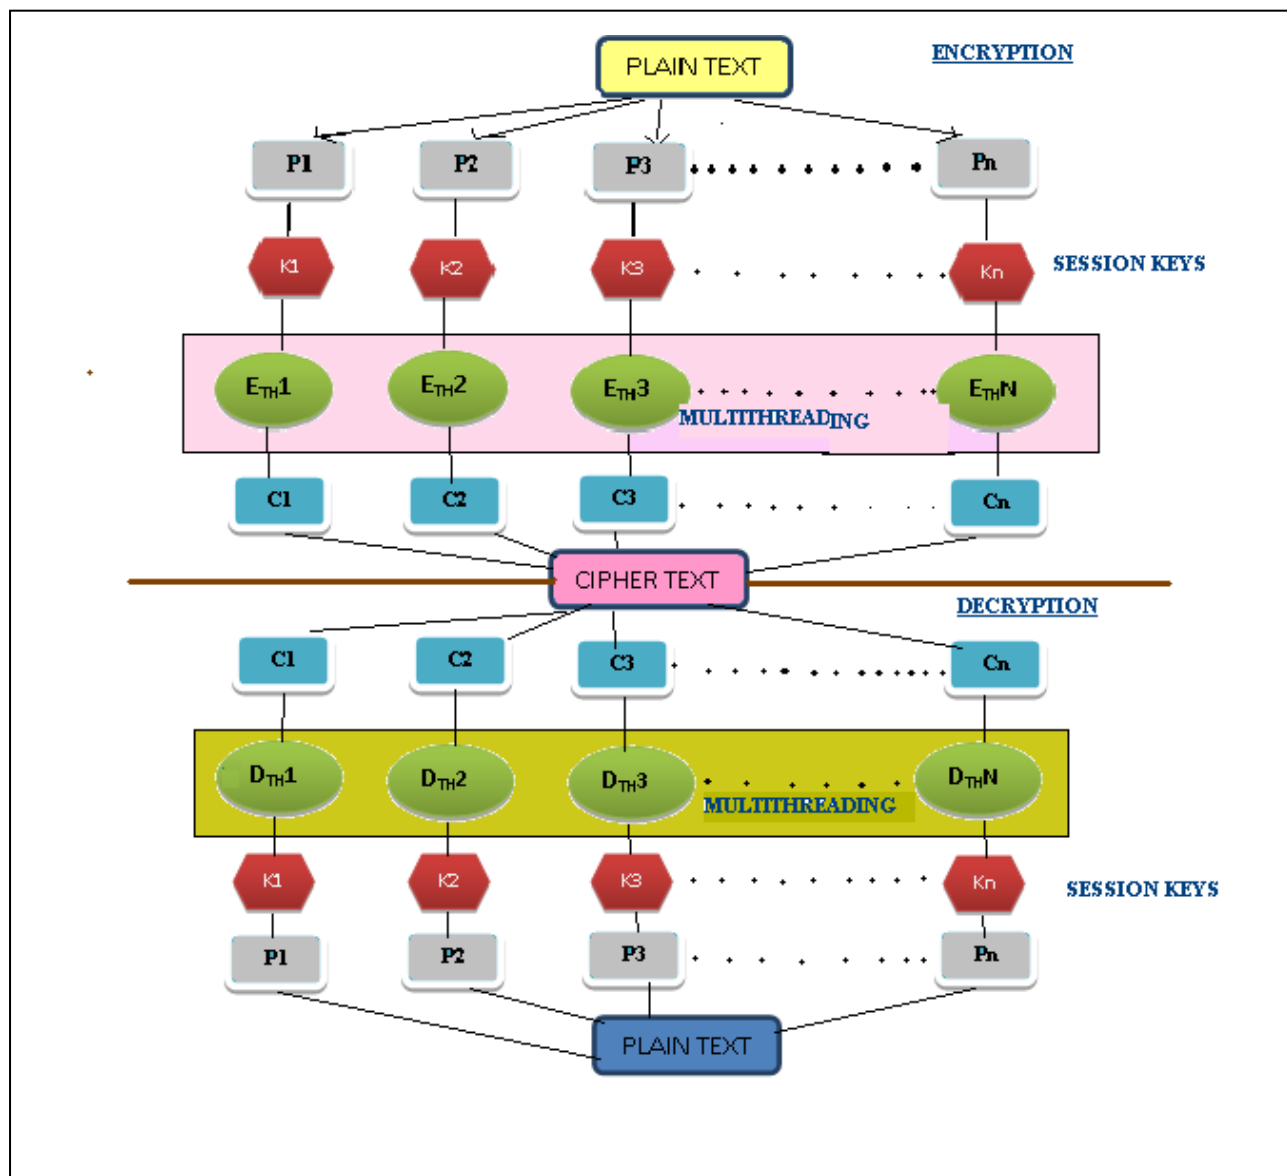 PLAIN TEXT
ENCRYPTION
P1 P2 P3 Pn
K1 K2 K3 Kn
SESSION KEYS
ETH1 ETH2 ETH3 ETHN
MULTITHREADING
C1 C2 C3 Cn
CIPHER TEXT
DECRYPTION
C1 C2 C3 Cn
DTH1 DTH2 DTH3 DTHN
MULTITHREADING
K1 K2 K3 Kn
SESSION KEYS
P1 P2 P3 Pn
PLAIN TEXT